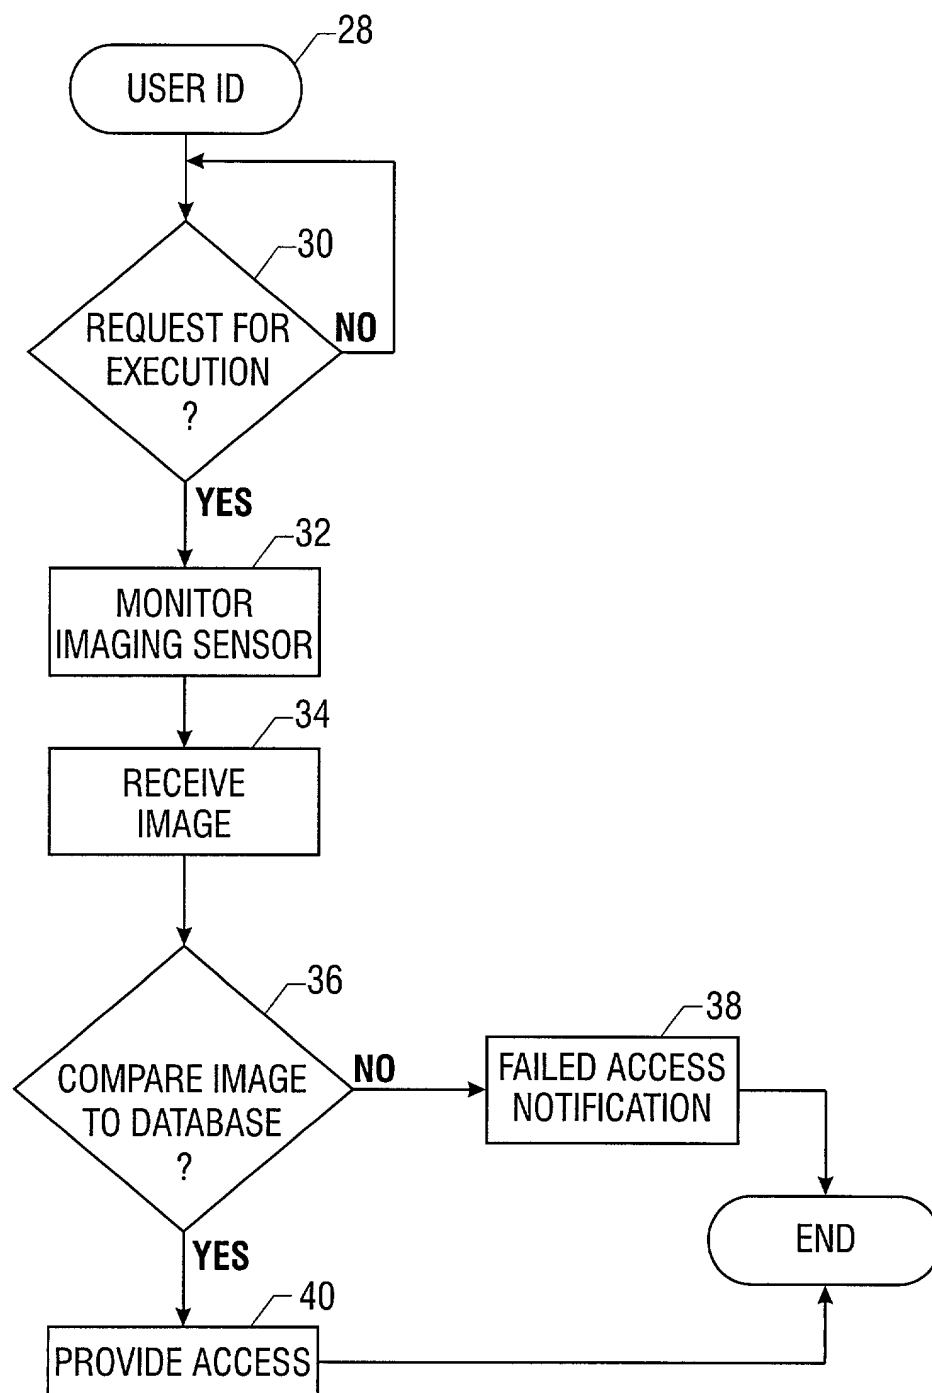 28
USER ID
30
REQUEST FOR
EXECUTION
?
NO
YES
32
MONITOR
IMAGING SENSOR
34
RECEIVE
IMAGE
36
COMPARE IMAGE
TO DATABASE
?
NO
38
FAILED ACCESS
NOTIFICATION
YES
END
40
PROVIDE ACCESS